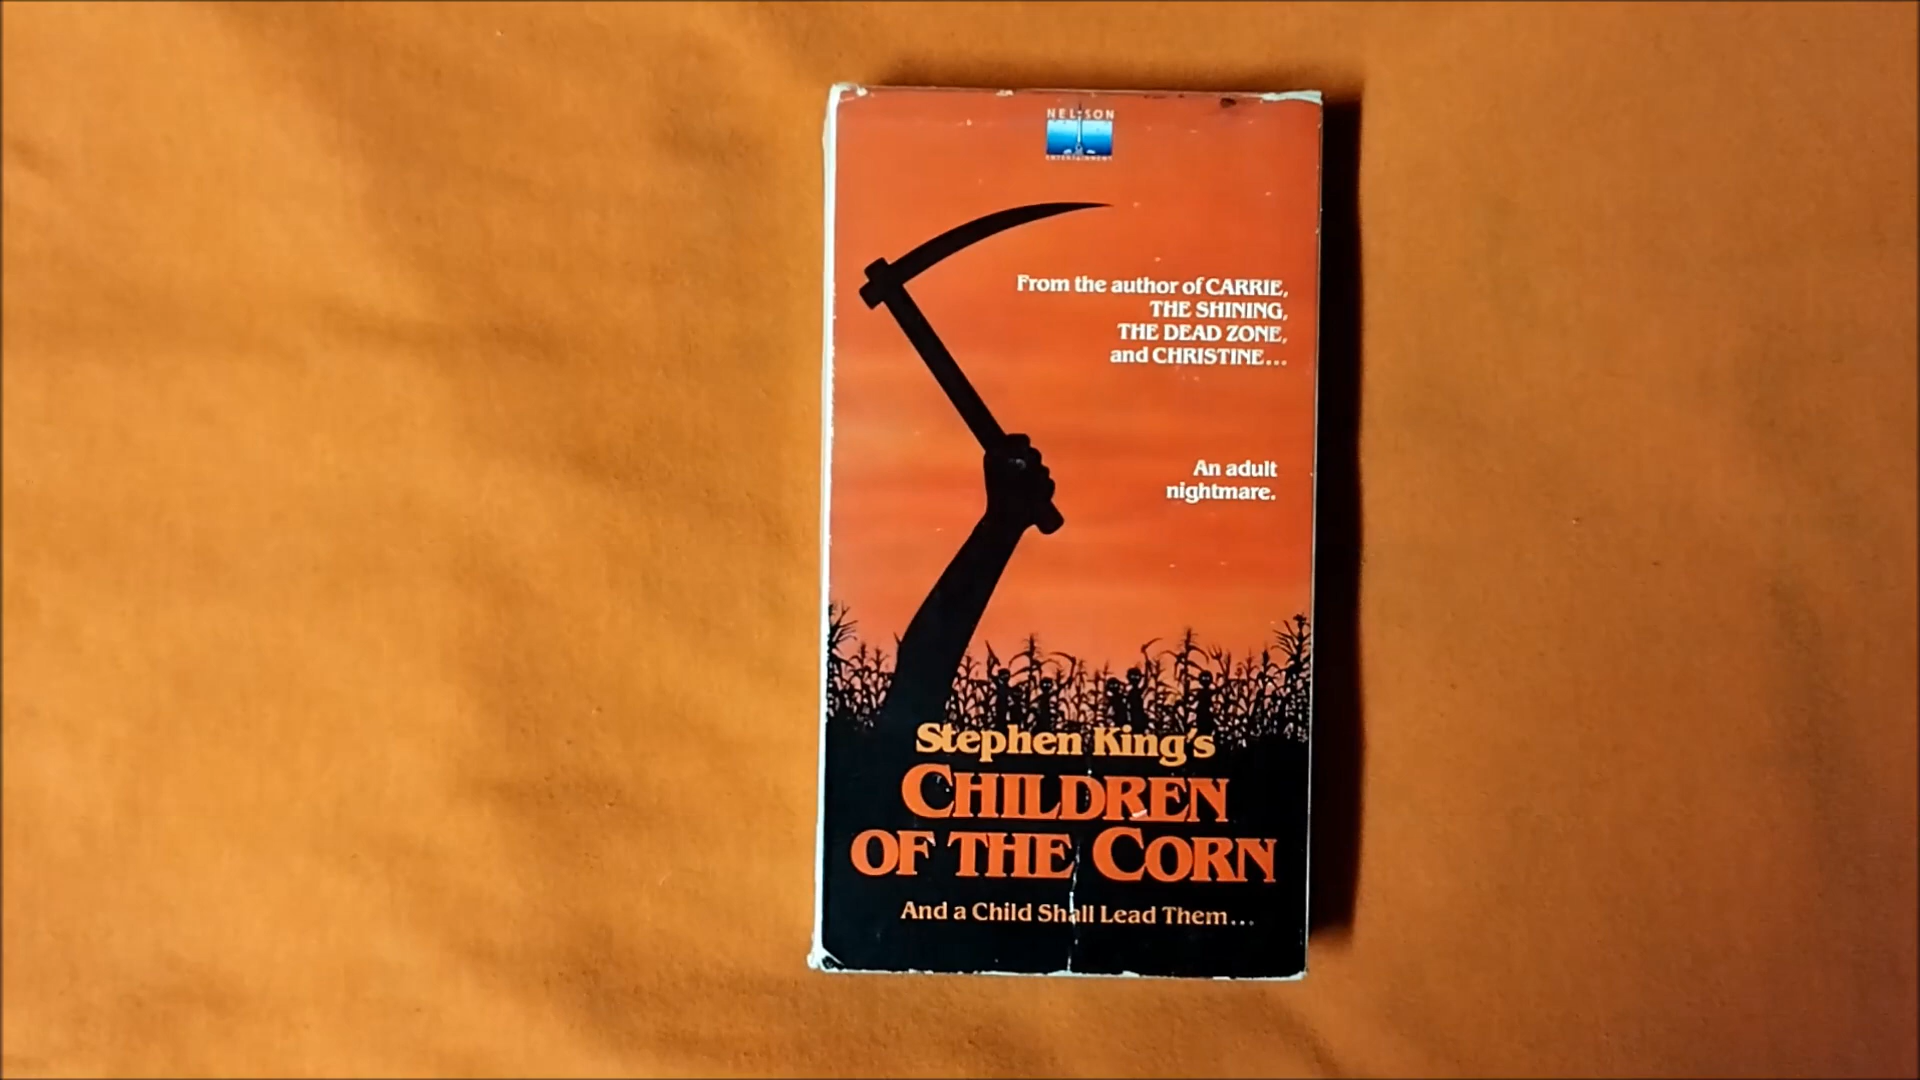 NELSON
ENTERTAINMENT
From the author of CARRIE,
THE SHINING,
THE DEAD ZONE,
and CHRISTINE...
An adult
nightmare.
Stephen King's
CHILDREN
OF THE CORN
And a Child Shall Lead Them...